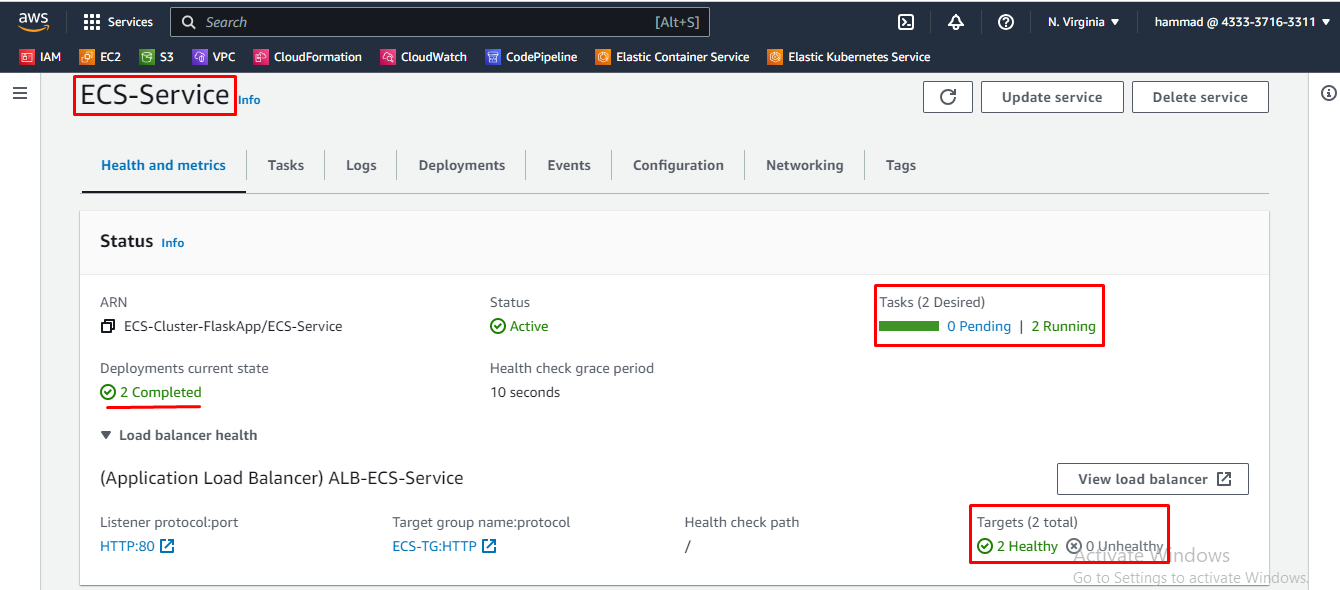 aws Services Search [Alt+S] N. Virginia ▼ hammad @ 4333-3716-3311 ▼
IAM EC2 S3 VPC CloudFormation CloudWatch CodePipeline Elastic Container Service Elastic Kubernetes Service
ECS-Service Info Update service Delete service
Health and metrics Tasks Logs Deployments Events Configuration Networking Tags
Status Info
ARN Status Tasks (2 Desired)
ECS-Cluster-FlaskApp/ECS-Service Active 0 Pending | 2 Running
Deployments current state Health check grace period
2 Completed 10 seconds
▼ Load balancer health
(Application Load Balancer) ALB-ECS-Service View load balancer
Listener protocol:port Target group name:protocol Health check path Targets (2 total)
HTTP:80 ECS-TG:HTTP / 2 Healthy 0 Unhealthy
Activate Windows
Go to Settings to activate Windows.